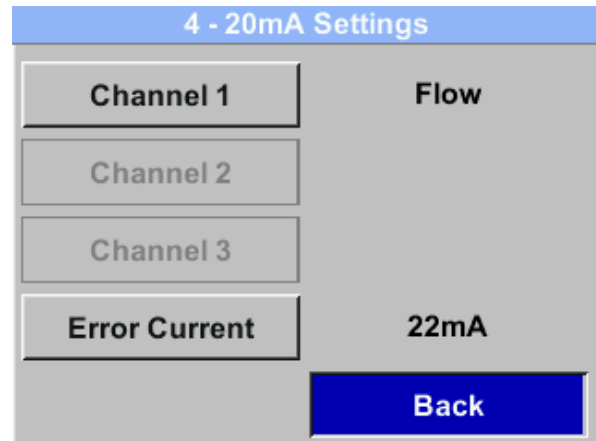 4 - 20mA Settings
Channel 1 Flow
Channel 2
Channel 3
Error Current 22mA
Back